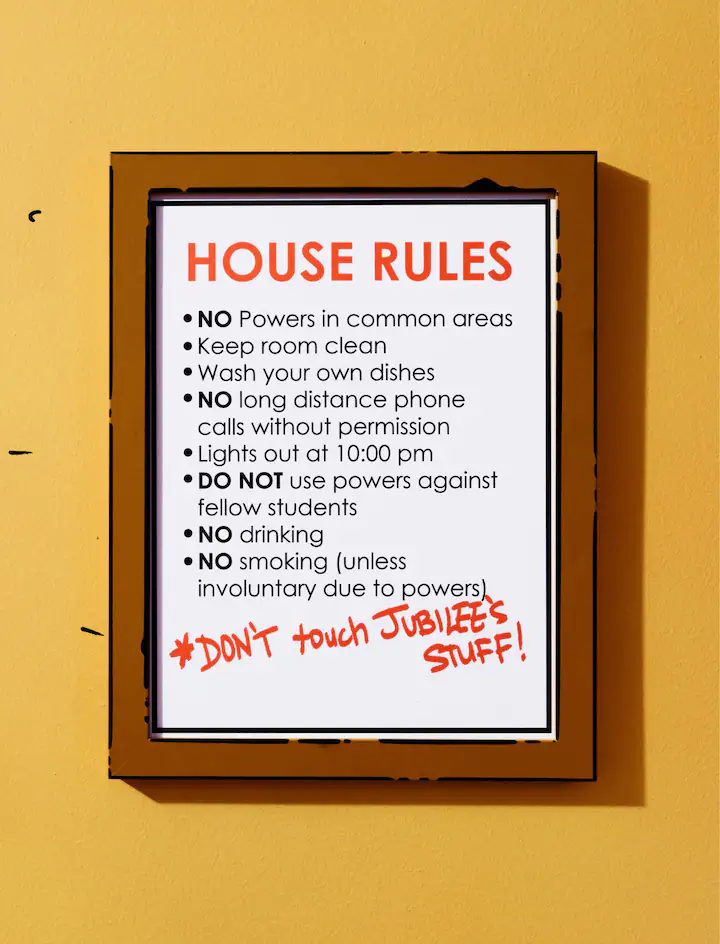 HOUSE RULES
• NO Powers in common areas
• Keep room clean
• Wash your own dishes
• NO long distance phone
calls without permission
• Lights out at 10:00 pm
• DO NOT use powers against
fellow students
• NO drinking
• NO smoking (unless
involuntary due to powers)
*DON'T touch JUBILEE'S
STUFF!